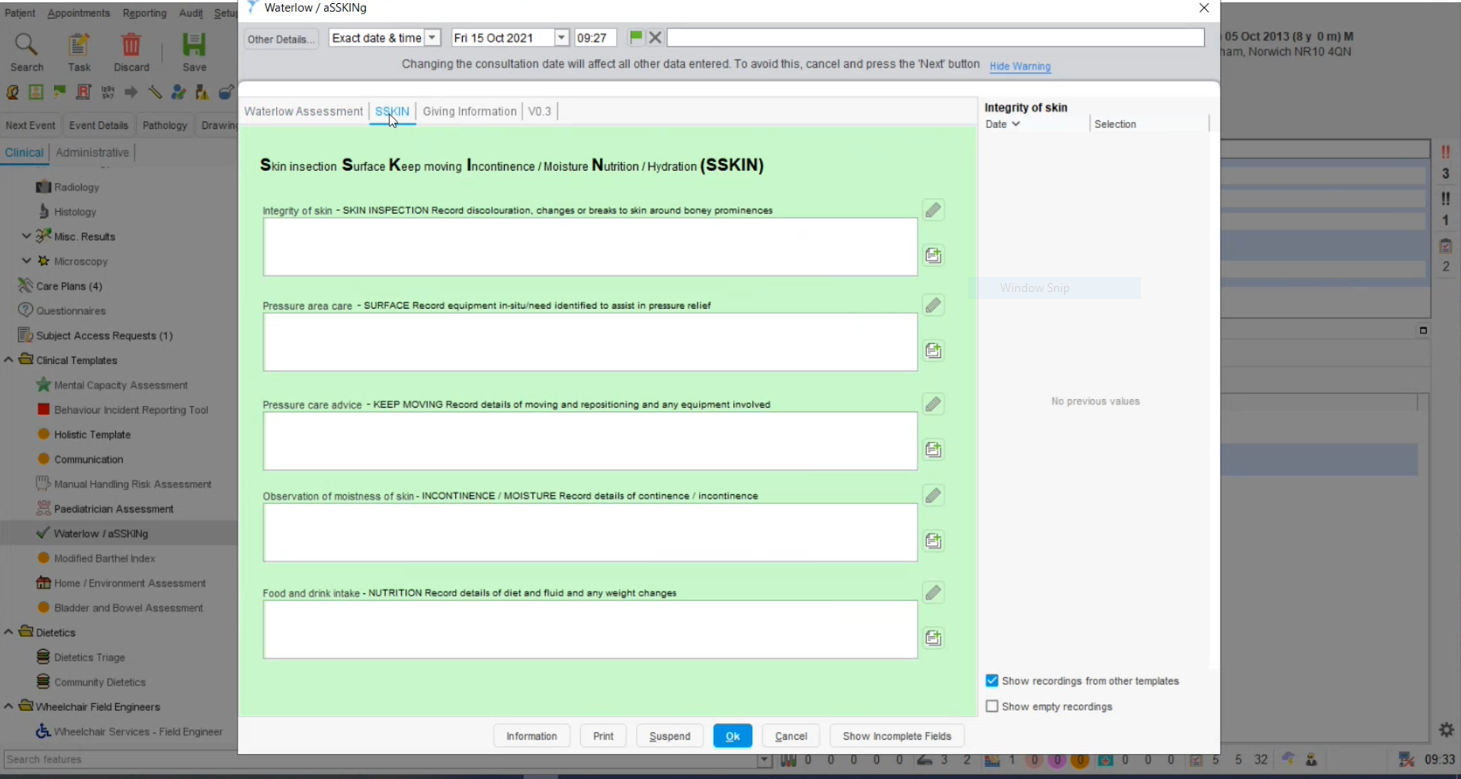 Patient Appointments Reporting Audit Setup
Waterlow / aSSKINg
Search Task Discard Save
Other Details... Exact date & time Fri 15 Oct 2021 09:27
Changing the consultation date will affect all other data entered. To avoid this, cancel and press the 'Next' button Hide Warning
05 Oct 2013 (8 y 0 m) M
ham, Norwich NR10 4QN
Next Event Event Details Pathology Drawing
Clinical Administrative
Radiology
Histology
Misc. Results
Microscopy
Care Plans (4)
Questionnaires
Subject Access Requests (1)
Clinical Templates
Mental Capacity Assessment
Behaviour Incident Reporting Tool
Holistic Template
Communication
Manual Handling Risk Assessment
Paediatrician Assessment
Waterlow / aSSKINg
Modified Barthel Index
Home / Environment Assessment
Bladder and Bowel Assessment
Dietetics
Dietetics Triage
Community Dietetics
Wheelchair Field Engineers
Wheelchair Services - Field Engineer
Search features
Waterlow Assessment SSKIN Giving Information V0.3
Skin inspection Surface Keep moving Incontinence / Moisture Nutrition / Hydration (SSKIN)
Integrity of skin - SKIN INSPECTION Record discolouration, changes or breaks to skin around boney prominences
Pressure area care - SURFACE Record equipment in-situ/need identified to assist in pressure relief
Pressure care advice - KEEP MOVING Record details of moving and repositioning and any equipment involved
Observation of moistness of skin - INCONTINENCE / MOISTURE Record details of continence / incontinence
Food and drink intake - NUTRITION Record details of diet and fluid and any weight changes
Integrity of skin
Date Selection
Window Snip
No previous values
Show recordings from other templates
Show empty recordings
Information Print Suspend Ok Cancel Show Incomplete Fields
!!
3
!!
1
2
0 0 0 0 0 3 2 1 0 0 0 0 0 0 5 5 32 09:33